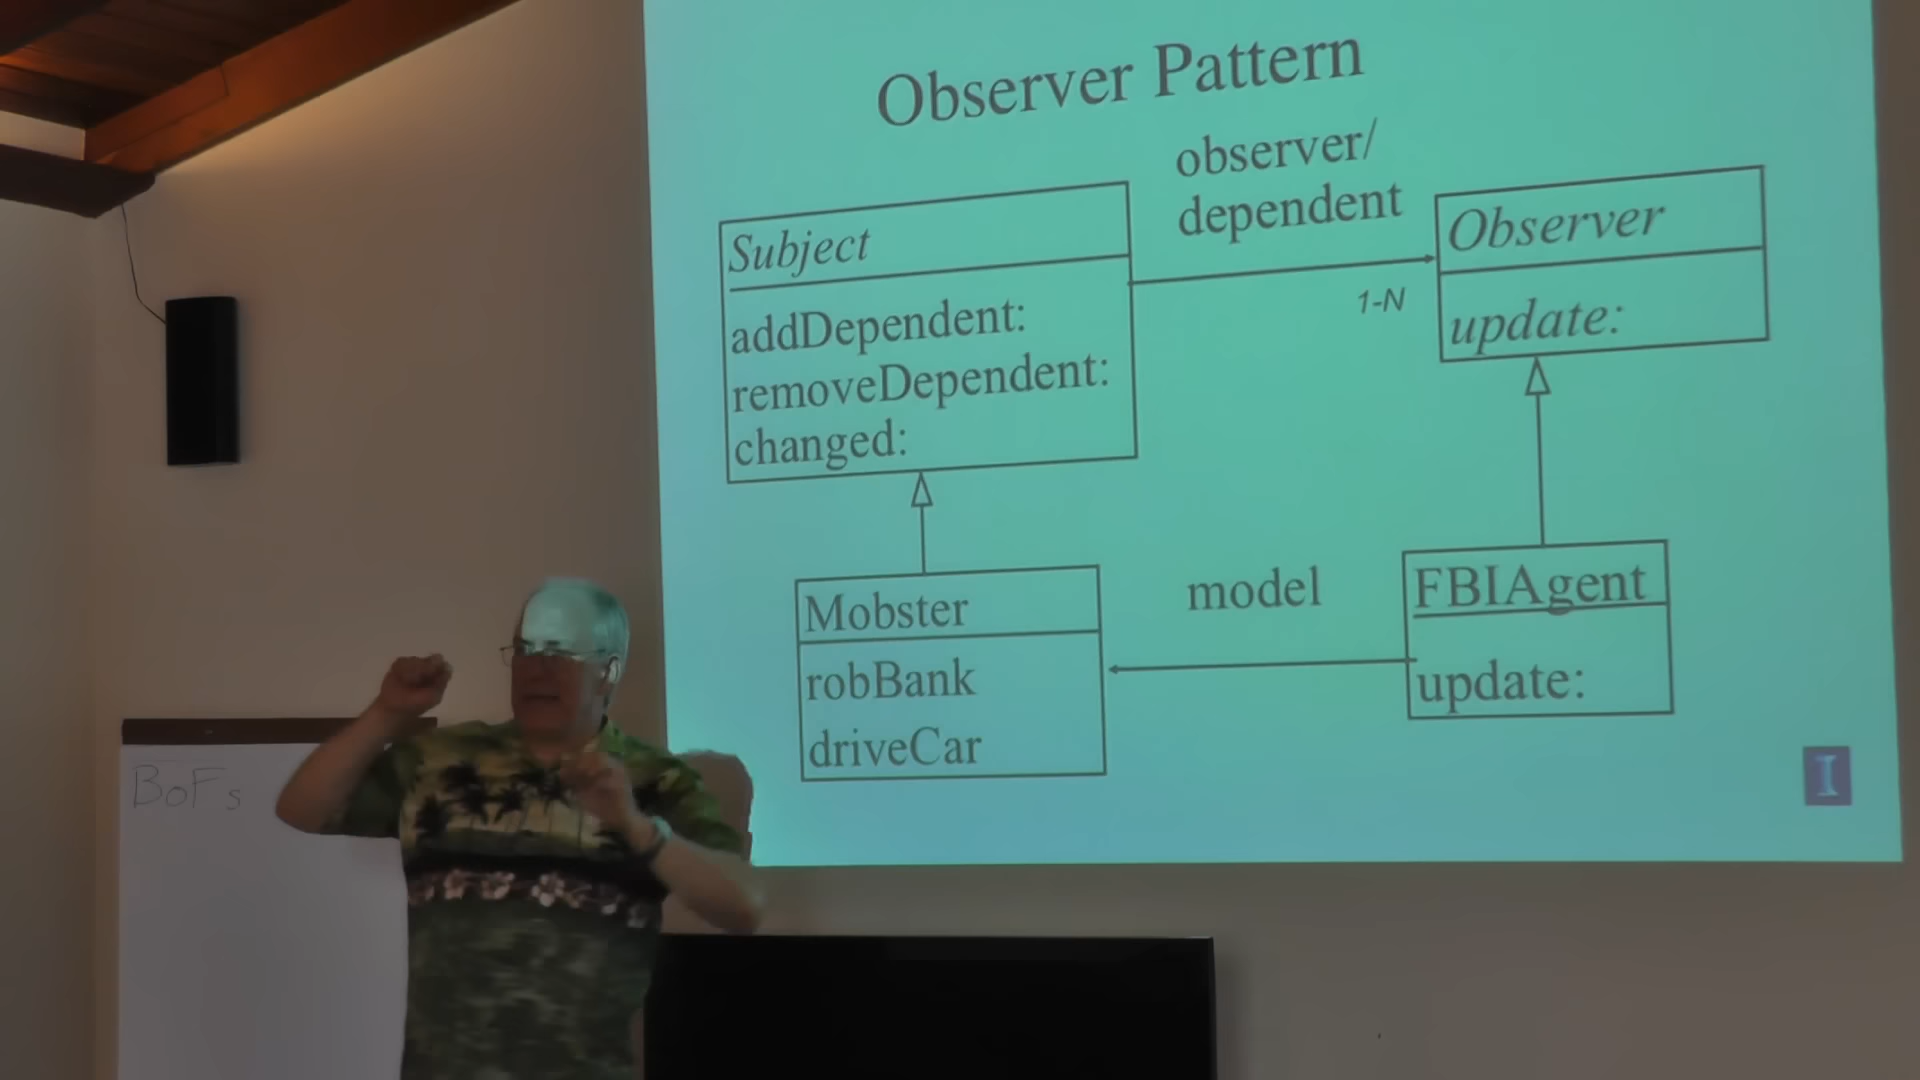 Observer Pattern
observer/
dependent
Subject
addDependent:
removeDependent:
changed:
1-N
Observer
update:
Mobster
robBank
driveCar
model
FBIAgent
update:
I
BoFs